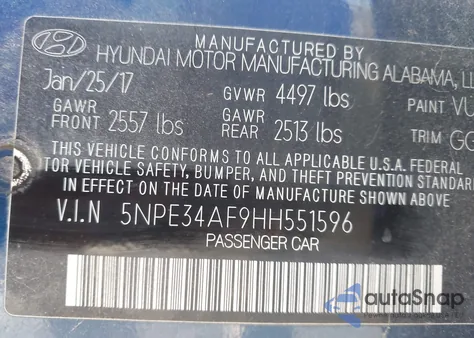 MANUFACTURED BY
HYUNDAI MOTOR MANUFACTURING ALABAMA, LL
Jan/25/17 GVWR 4497 lbs PAINT
GAWR FRONT 2557 lbs GAWR REAR 2513 lbs TRIM GG
THIS VEHICLE CONFORMS TO ALL APPLICABLE U.S.A. FEDERAL
TOR VEHICLE SAFETY, BUMPER, AND THEFT PREVENTION STANDARD
EFFECT ON THE DATE OF MANUFACTURE SHOWN ABOVE
V.I.N 5NPE34AF9HH551596
PASSENGER CAR
autoSnap